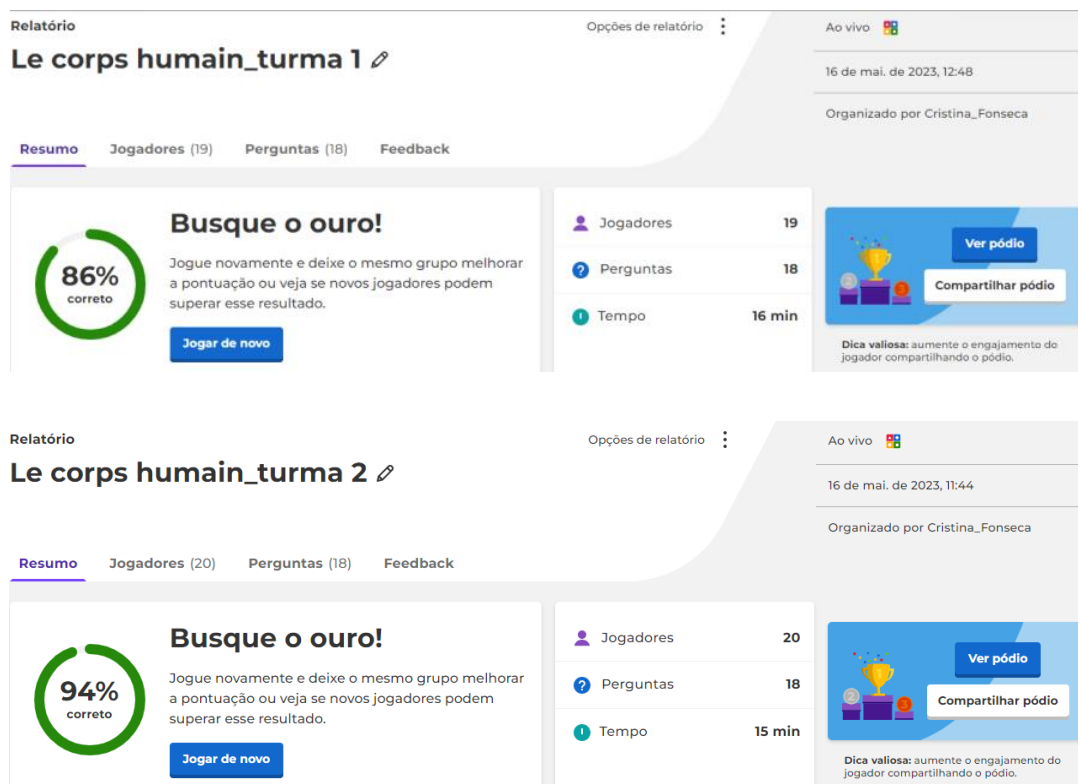 Relatório
Opções de relatório
Ao vivo
Le corps humain_turma 1
16 de mai. de 2023, 12:48
Organizado por Cristina_Fonseca
Resumo
Jogadores (19)
Perguntas (18)
Feedback
86%
correto
Busque o ouro!
Jogue novamente e deixe o mesmo grupo melhorar
a pontuação ou veja se novos jogadores podem
superar esse resultado.
Jogar de novo
Jogadores 19
Perguntas 18
Tempo 16 min
Ver pódio
Compartilhar pódio
Dica valiosa: aumente o engajamento do
jogador compartilhando o pódio.
Relatório
Opções de relatório
Ao vivo
Le corps humain_turma 2
16 de mai. de 2023, 11:44
Organizado por Cristina_Fonseca
Resumo
Jogadores (20)
Perguntas (18)
Feedback
94%
correto
Busque o ouro!
Jogue novamente e deixe o mesmo grupo melhorar
a pontuação ou veja se novos jogadores podem
superar esse resultado.
Jogar de novo
Jogadores 20
Perguntas 18
Tempo 15 min
Ver pódio
Compartilhar pódio
Dica valiosa: aumente o engajamento do
jogador compartilhando o pódio.